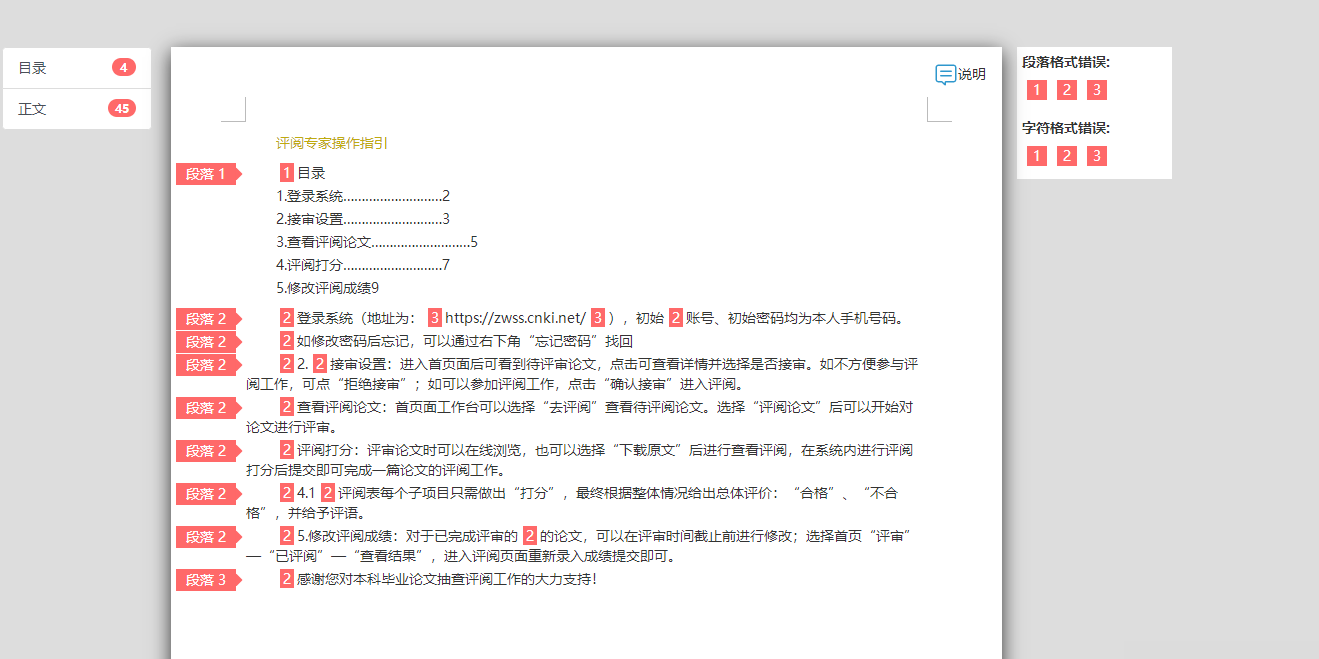 目录 4
正文 45
说明
评阅专家操作指引
段落 1 1 目录
1.登录系统...........................2
2.接审设置...........................3
3.查看评阅论文...........................5
4.评阅打分...........................7
5.修改评阅成绩9
段落 2 2 登录系统（地址为： 3 https://zwss.cnki.net/ 3 ），初始 2 账号、初始密码均为本人手机号码。
段落 2 2 如修改密码后忘记，可以通过右下角“忘记密码”找回
段落 2 2 2. 2 接审设置：进入首页面后可看到待评审论文，点击可查看详情并选择是否接审。如不方便参与评
阅工作，可点“拒绝接审”；如可以参加评阅工作，点击“确认接审”进入评阅。
段落 2 2 查看评阅论文：首页面工作台可以选择“去评阅”查看待评阅论文。选择“评阅论文”后可以开始对
论文进行评审。
段落 2 2 评阅打分：评审论文时可以在线浏览，也可以选择“下载原文”后进行查看评阅，在系统内进行评阅
打分后提交即可完成一篇论文的评阅工作。
段落 2 2 4.1 2 评阅表每个子项目只需做出“打分”，最终根据整体情况给出总体评价：“合格”、“不合
格”，并给予评语。
段落 2 2 5.修改评阅成绩：对于已完成评审的 2 的论文，可以在评审时间截止前进行修改；选择首页“评审”
—“已评阅”—“查看结果”，进入评阅页面重新录入成绩提交即可。
段落 3 2 感谢您对本科毕业论文抽查评阅工作的大力支持！
段落格式错误:
1 2 3
字符格式错误:
1 2 3